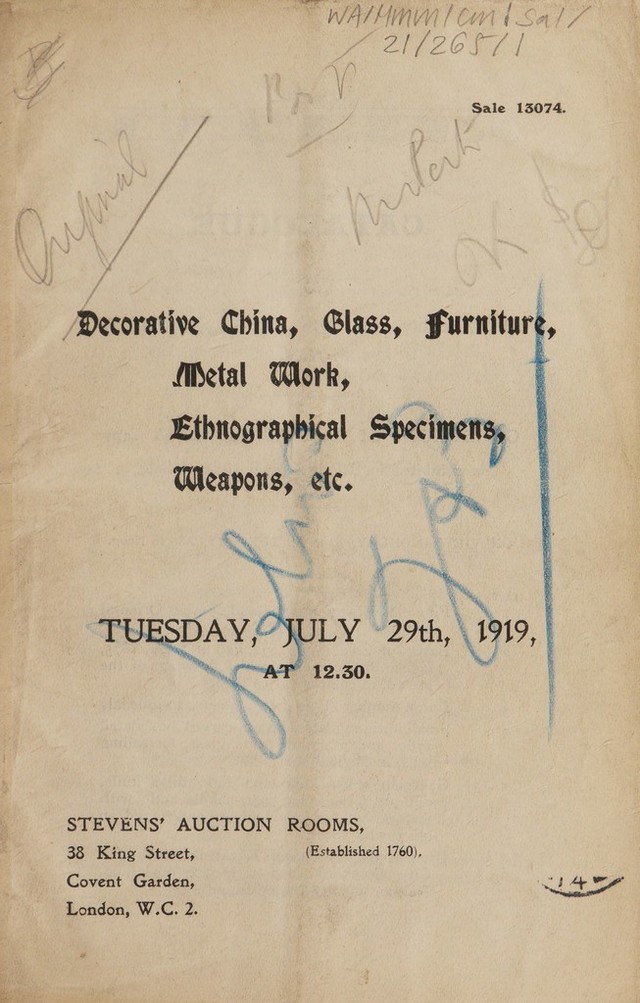 WA/HMM/CM/Sal/
21/265/1
Sale 13074.
Original
Decorative China, Glass, Furniture,
Metal Work,
Ethnographical Specimens,
Weapons, etc.
TUESDAY, JULY 29th, 1919,
AT 12.30.
STEVENS' AUCTION ROOMS,
38 King Street, (Established 1760).
Covent Garden,
London, W.C. 2.